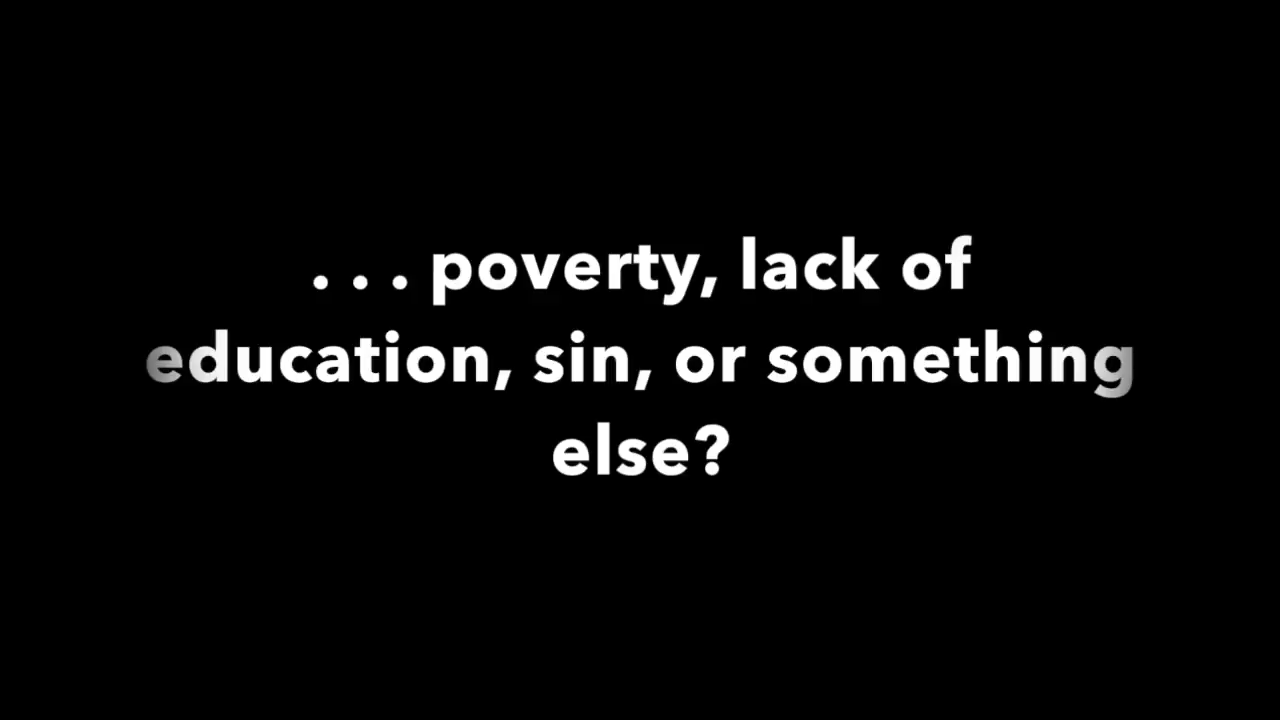 . . . poverty, lack of
education, sin, or something
else?